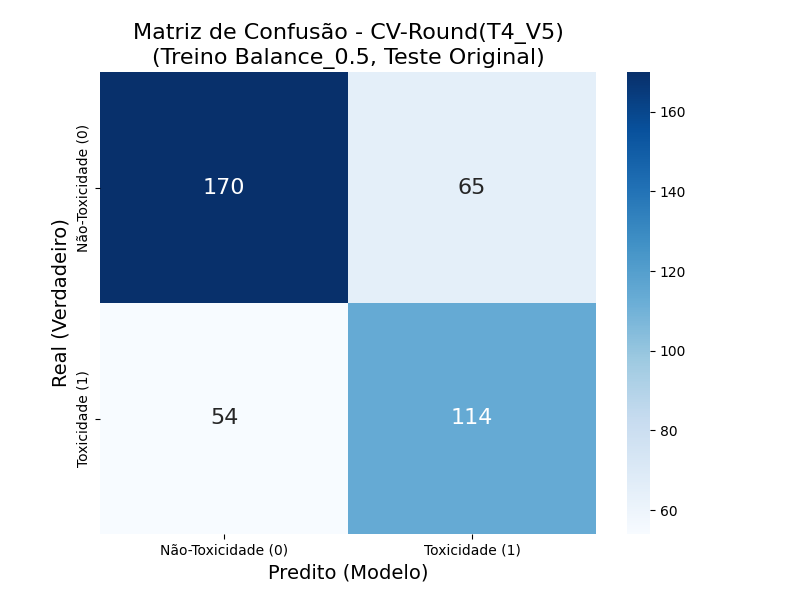 Matriz de Confusão - CV-Round(T4_V5)
(Treino Balance_0.5, Teste Original)
Real (Verdadeiro)
Não-Toxicidade (0)
Toxicidade (1)
170
65
54
114
Não-Toxicidade (0)
Toxicidade (1)
Predito (Modelo)
160
140
120
100
80
60